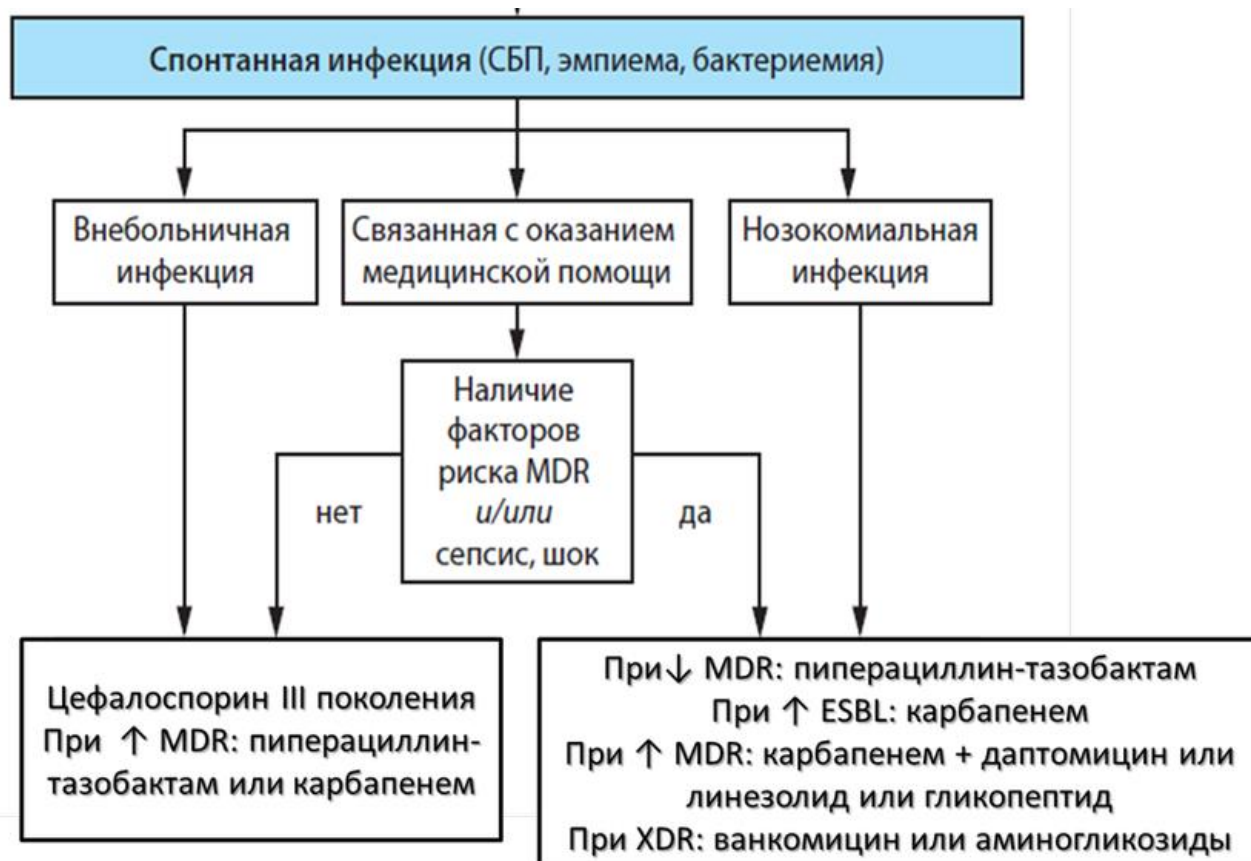 Спонтанная инфекция (СБП, эмпиема, бактериемия)
Внебольничная
инфекция
Связанная с оказанием
медицинской помощи
Нозокомиальная
инфекция
Наличие
факторов
риска MDR
и/или
сепсис, шок
нет
да
Цефалоспорин III поколения
При ↑ MDR: пиперациллин-
тазобактам или карбапенем
При↓ MDR: пиперациллин-тазобактам
При ↑ ESBL: карбапенем
При ↑ MDR: карбапенем + даптомицин или
линезолид или гликопептид
При XDR: ванкомицин или аминогликозиды